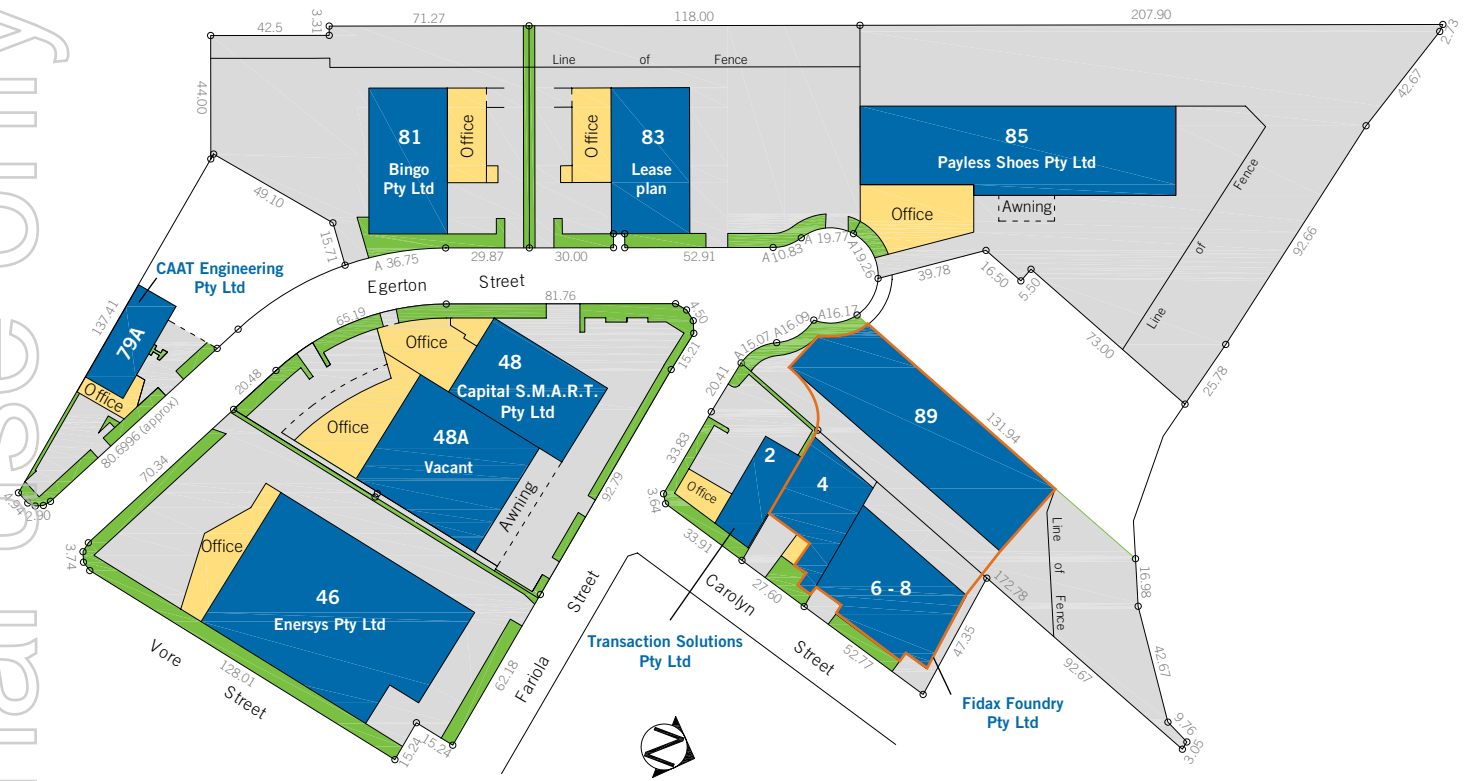 42.5
3.31
71.27
118.00
207.90
2.73
Line of Fence
42.67
44.00
81
Bingo
Pty Ltd
Office
Office
83
Lease
plan
85
Payless Shoes Pty Ltd
Office
Awning
Line of Fence
49.10
15.71
A 36.75
29.87
30.00
52.91
A10.83
A 19.77
A19.26
39.78
16.50
5.50
92.66
73.00
25.78
CAAT Engineering
Pty Ltd
137.41
79A
Office
80.6996 (approx)
4.94
2.90
Egerton Street
65.19
81.76
4.50
15.21
20.48
Office
48
Capital S.M.A.R.T.
Pty Ltd
Office
48A
Vacant
Awning
92.79
A15.07
A16.09
A16.17
20.41
33.83
3.64
89
131.94
2
4
Office
33.91
27.60
6 - 8
52.77
47.35
172.78
Line of Fence
16.98
92.67
42.67
9.76
3.05
70.34
3.74
Office
46
Enersys Pty Ltd
Vore Street
128.01
15.24
15.24
62.18
Fariola Street
Carolyn Street
Transaction Solutions
Pty Ltd
Fidax Foundry
Pty Ltd
N